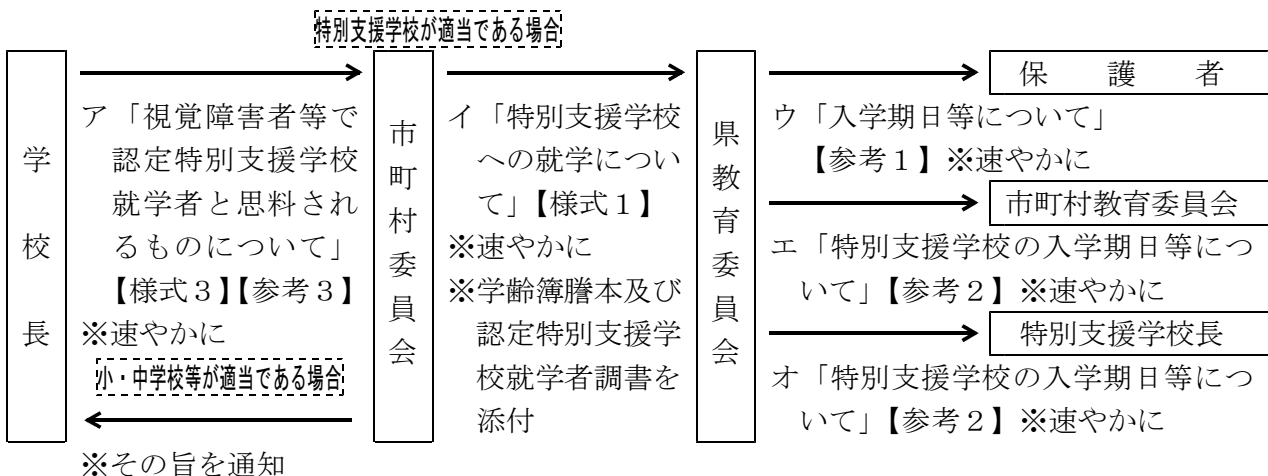 特別支援学校が適当である場合
学校長
ア「視覚障害者等で
認定特別支援学校
就学者と思料され
るものについて」
【様式３】【参考３】
※速やかに
小・中学校等が適当である場合
※その旨を通知
市町村委員会
イ「特別支援学校
への就学につい
て」【様式１】
※速やかに
※学齢簿謄本及び
認定特別支援学
校就学者調書を
添付
県教育委員会
保護者
ウ「入学期日等について」
【参考１】※速やかに
市町村教育委員会
エ「特別支援学校の入学期日等につ
いて」【参考２】※速やかに
特別支援学校長
オ「特別支援学校の入学期日等につ
いて」【参考２】※速やかに